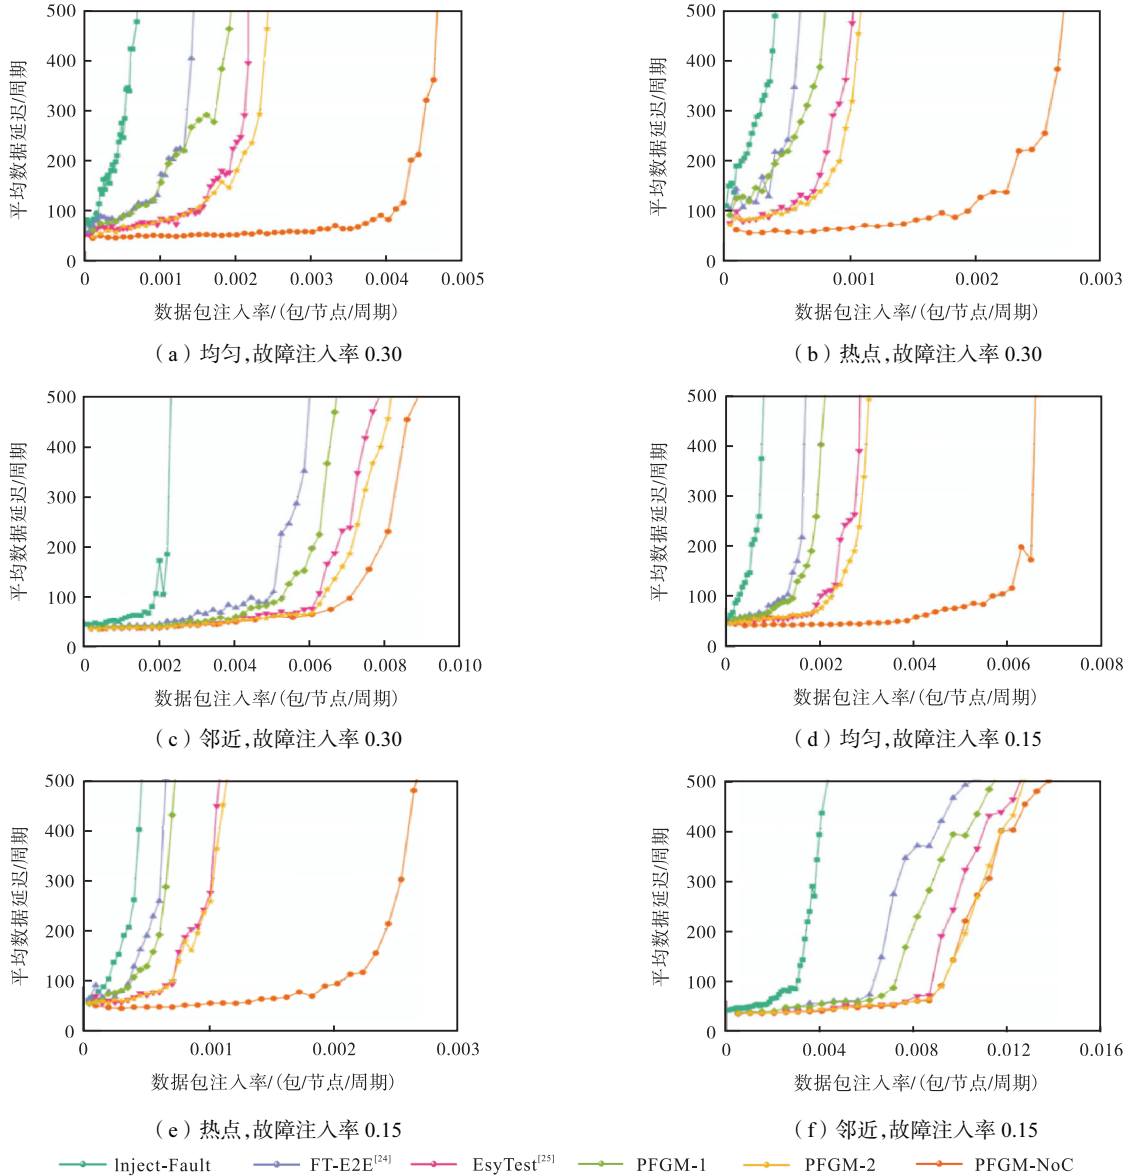 500
400
300
200
100
0
平均数据延迟/周期
0 0.001 0.002 0.003 0.004 0.005
数据包注入率/(包/节点/周期)
(a) 均匀,故障注入率 0.30
500
400
300
200
100
0
平均数据延迟/周期
0 0.001 0.002 0.003
数据包注入率/(包/节点/周期)
(b) 热点,故障注入率 0.30
500
400
300
200
100
0
平均数据延迟/周期
0 0.002 0.004 0.006 0.008 0.010
数据包注入率/(包/节点/周期)
(c) 邻近,故障注入率 0.30
500
400
300
200
100
0
平均数据延迟/周期
0 0.002 0.004 0.006 0.008
数据包注入率/(包/节点/周期)
(d) 均匀,故障注入率 0.15
500
400
300
200
100
0
平均数据延迟/周期
0 0.001 0.002 0.003
数据包注入率/(包/节点/周期)
(e) 热点,故障注入率 0.15
500
400
300
200
100
0
平均数据延迟/周期
0 0.004 0.008 0.012 0.016
数据包注入率/(包/节点/周期)
(f) 邻近,故障注入率 0.15
Inject-Fault FT-E2E[24] EsyTest[25] PFGM-1 PFGM-2 PFGM-NoC